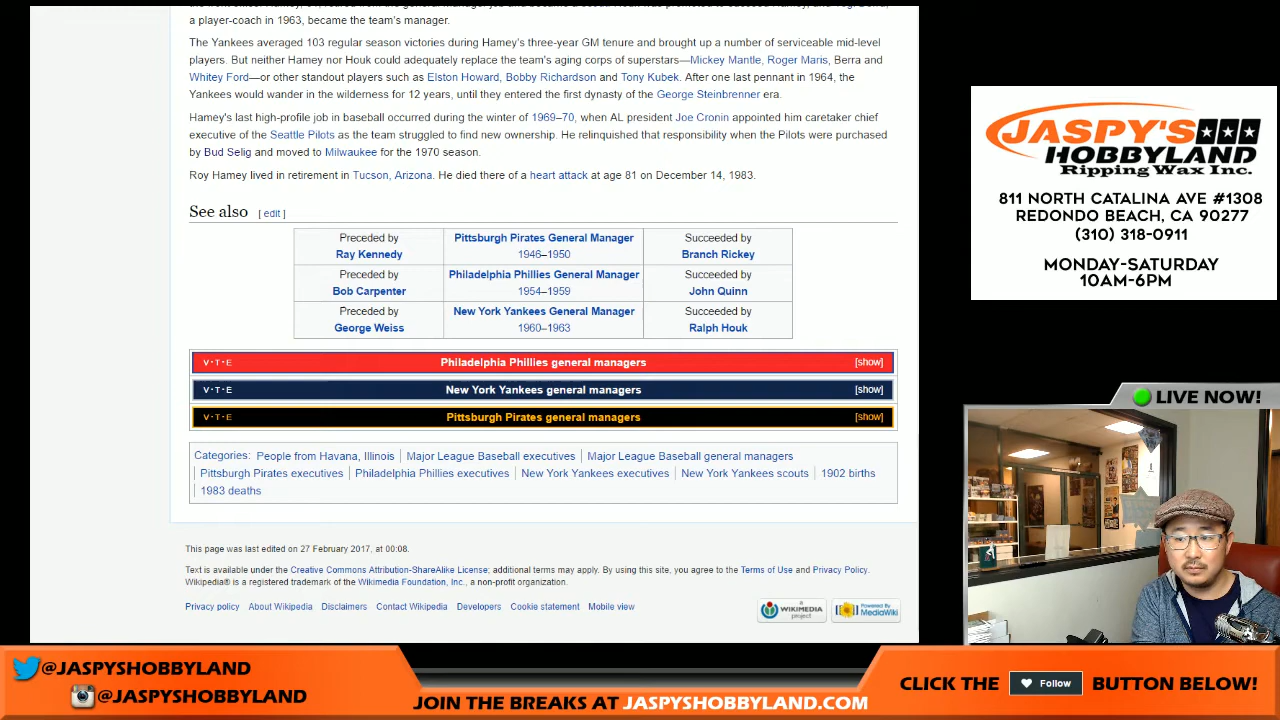 a player-coach in 1963, became the team's manager.
The Yankees averaged 103 regular season victories during Hamey's three-year GM tenure and brought up a number of serviceable mid-level
players. But neither Hamey nor Houk could adequately replace the team's aging corps of superstars—Mickey Mantle, Roger Maris, Berra and
Whitey Ford—or other standout players such as Elston Howard, Bobby Richardson and Tony Kubek. After one last pennant in 1964, the
Yankees would wander in the wilderness for 12 years, until they entered the first dynasty of the George Steinbrenner era.
Hamey's last high-profile job in baseball occurred during the winter of 1969–70, when AL president Joe Cronin appointed him caretaker chief
executive of the Seattle Pilots as the team struggled to find new ownership. He relinquished that responsibility when the Pilots were purchased
by Bud Selig and moved to Milwaukee for the 1970 season.
Roy Hamey lived in retirement in Tucson, Arizona. He died there of a heart attack at age 81 on December 14, 1983.
See also [ edit ]
Preceded by Pittsburgh Pirates General Manager Succeeded by
Ray Kennedy 1946–1950 Branch Rickey
Preceded by Philadelphia Phillies General Manager Succeeded by
Bob Carpenter 1954–1959 John Quinn
Preceded by New York Yankees General Manager Succeeded by
George Weiss 1960–1963 Ralph Houk
V·T·E Philadelphia Phillies general managers [show]
V·T·E New York Yankees general managers [show]
V·T·E Pittsburgh Pirates general managers [show]
Categories: People from Havana, Illinois | Major League Baseball executives | Major League Baseball general managers
| Pittsburgh Pirates executives | Philadelphia Phillies executives | New York Yankees executives | New York Yankees scouts | 1902 births
| 1983 deaths
This page was last edited on 27 February 2017, at 00:08.
Text is available under the Creative Commons Attribution-ShareAlike License; additional terms may apply. By using this site, you agree to the Terms of Use and Privacy Policy.
Wikipedia® is a registered trademark of the Wikimedia Foundation, Inc., a non-profit organization.
Privacy policy About Wikipedia Disclaimers Contact Wikipedia Developers Cookie statement Mobile view
a WIKIMEDIA project
Powered By MediaWiki
JASPY'S
HOBBYLAND
Ripping Wax Inc.
811 NORTH CATALINA AVE #1308
REDONDO BEACH, CA 90277
(310) 318-0911
MONDAY-SATURDAY
10AM-6PM
LIVE NOW!
@JASPYSHOBBYLAND
@JASPYSHOBBYLAND
JOIN THE BREAKS AT JASPYSHOBBYLAND.COM
CLICK THE Follow BUTTON BELOW!